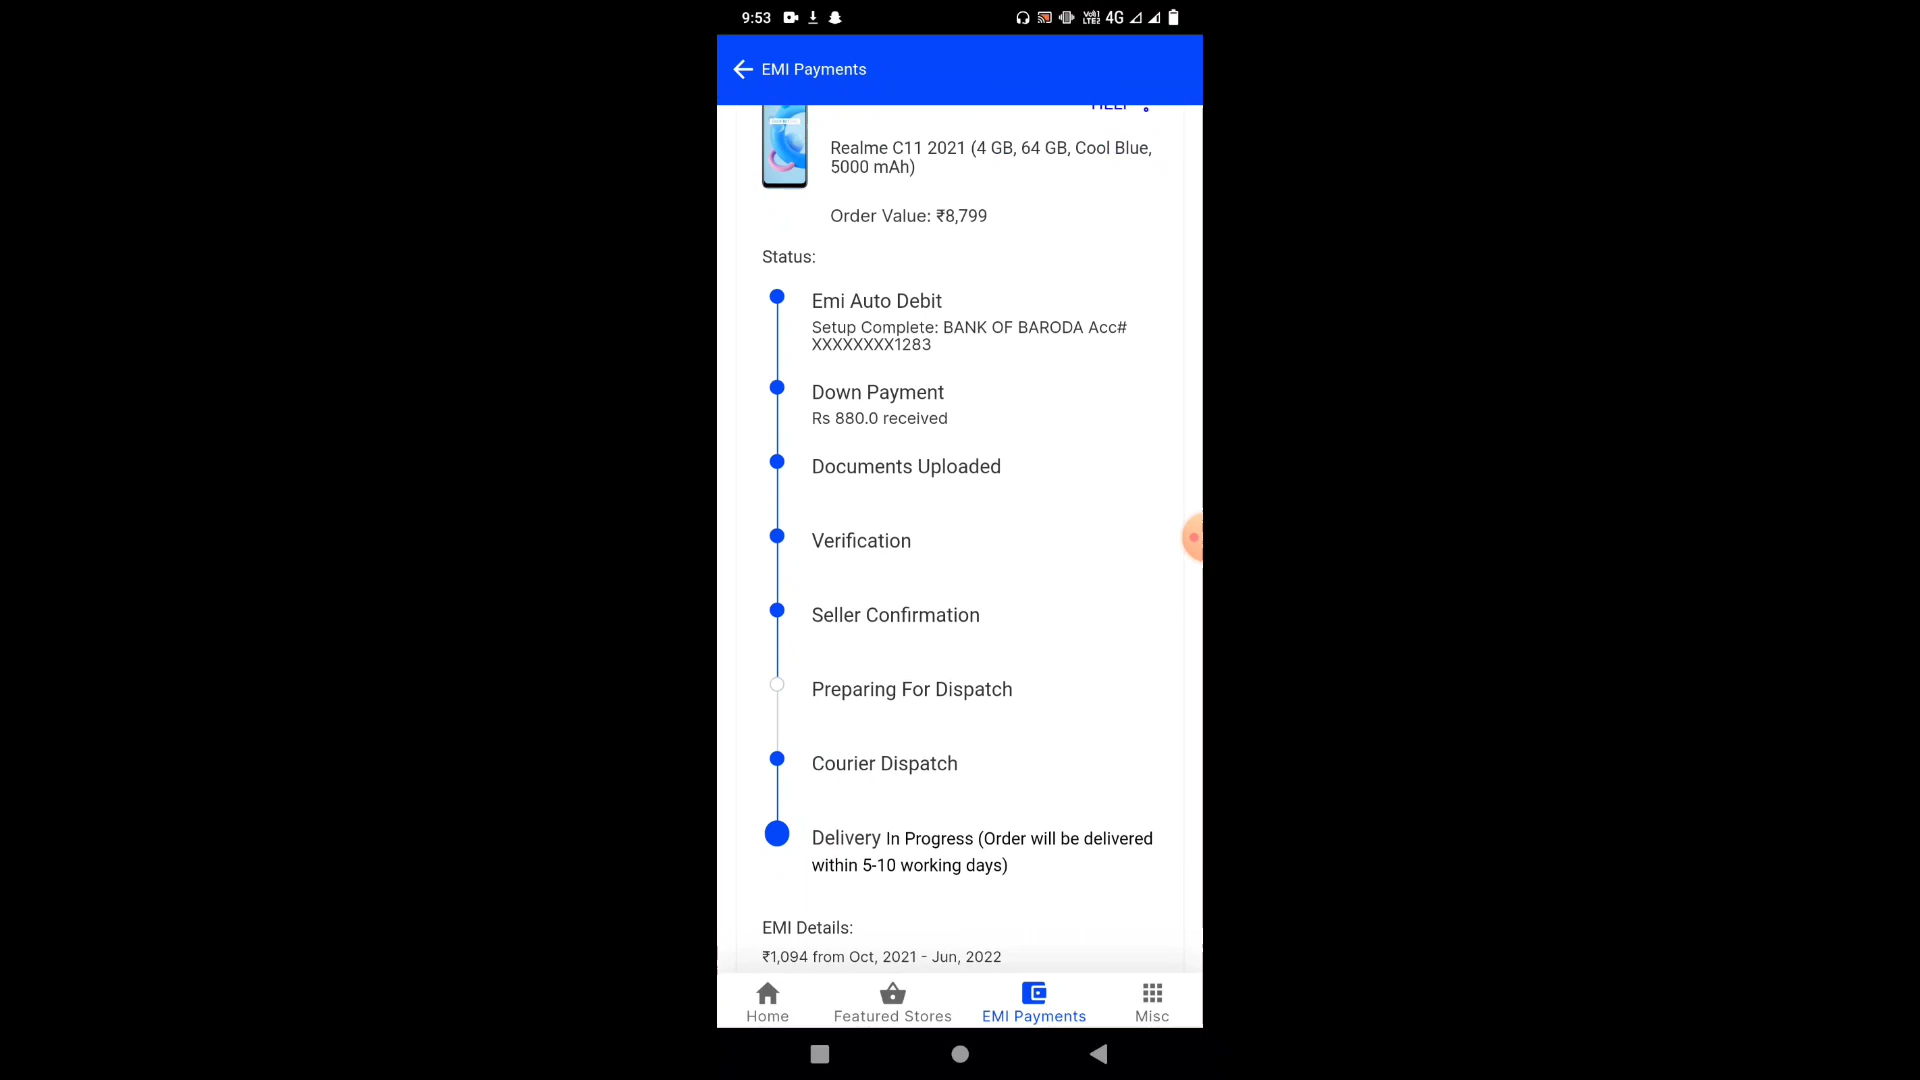 9:53
4G
EMI Payments
HELP
Realme C11 2021 (4 GB, 64 GB, Cool Blue,
5000 mAh)
Order Value: ₹8,799
Status:
Emi Auto Debit
Setup Complete: BANK OF BARODA Acc#
XXXXXXXX1283
Down Payment
Rs 880.0 received
Documents Uploaded
Verification
Seller Confirmation
Preparing For Dispatch
Courier Dispatch
Delivery In Progress (Order will be delivered
within 5-10 working days)
EMI Details:
₹1,094 from Oct, 2021 - Jun, 2022
Home
Featured Stores
EMI Payments
Misc